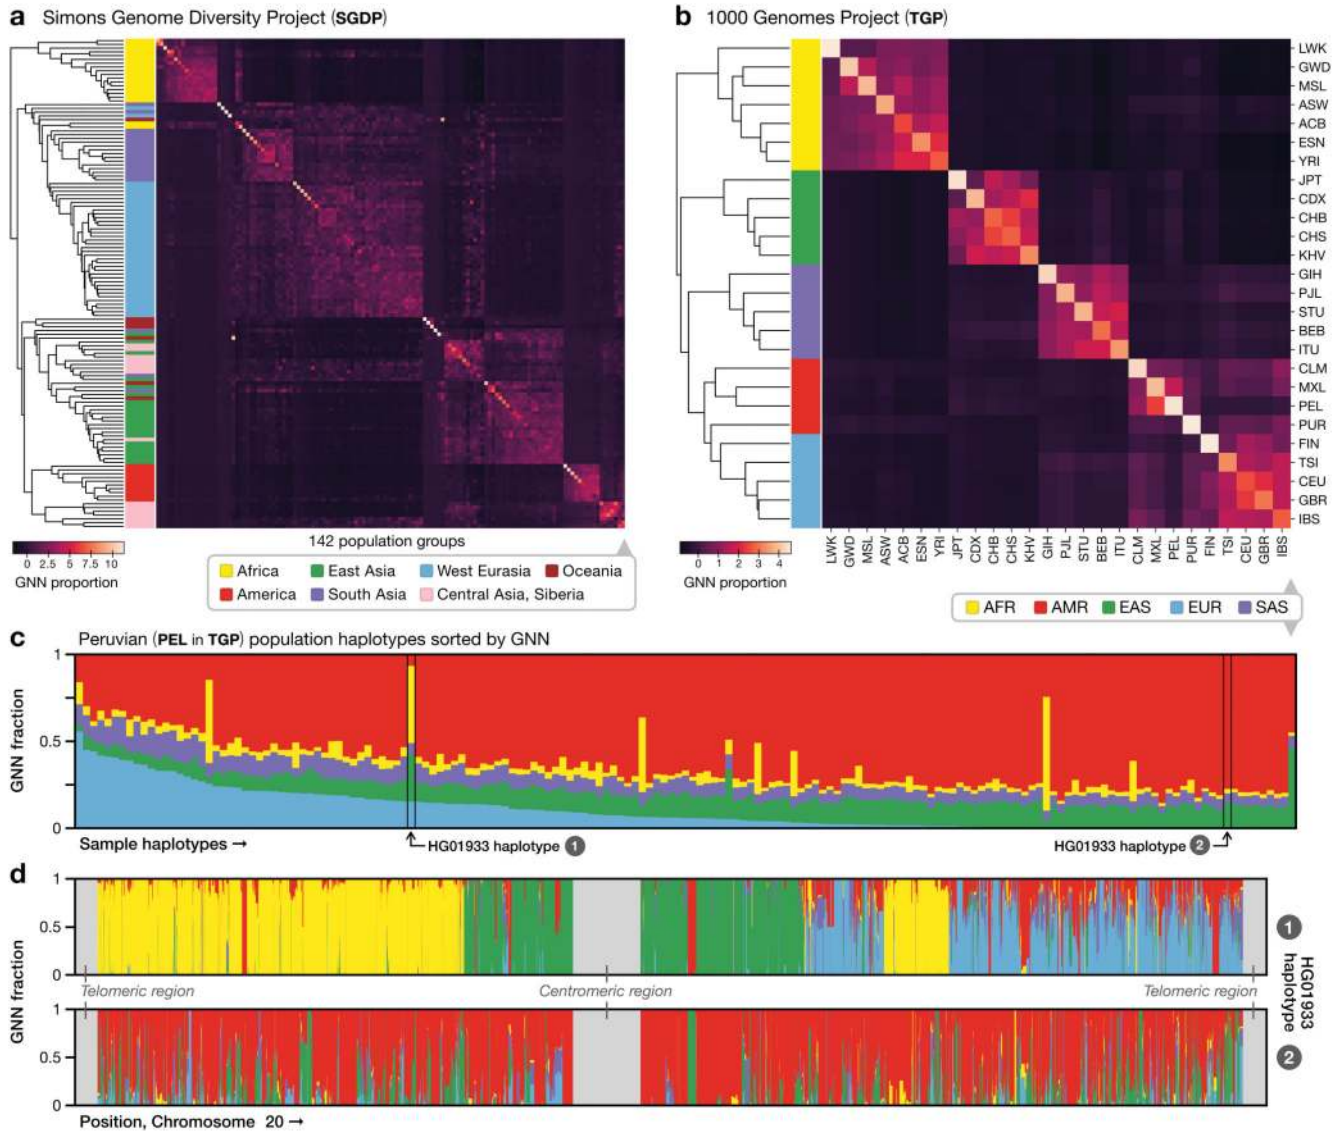 a Simons Genome Diversity Project (SGDP)
0 2.5 5 7.5 10
GNN proportion
142 population groups
Africa East Asia West Eurasia Oceania
America South Asia Central Asia, Siberia
b 1000 Genomes Project (TGP)
LWK
GWD
MSL
ASW
ACB
ESN
YRI
JPT
CDX
CHB
CHS
KHV
GIH
PJL
STU
BEB
ITU
CLM
MXL
PEL
PUR
FIN
TSI
CEU
GBR
IBS
LWK GWD MSL ASW ACB ESN YRI JPT CDX CHB CHS KHV GIH PJL STU BEB ITU CLM MXL PEL PUR FIN TSI CEU GBR IBS
0 1 2 3 4
GNN proportion
AFR AMR EAS EUR SAS
c Peruvian (PEL in TGP) population haplotypes sorted by GNN
GNN fraction
1
0.5
0
Sample haplotypes →
HG01933 haplotype 1
HG01933 haplotype 2
d
GNN fraction
1
0.5
0
1
Telomeric region Centromeric region Telomeric region
HG01933
haplotype
1
0.5
0
2
Position, Chromosome 20 →